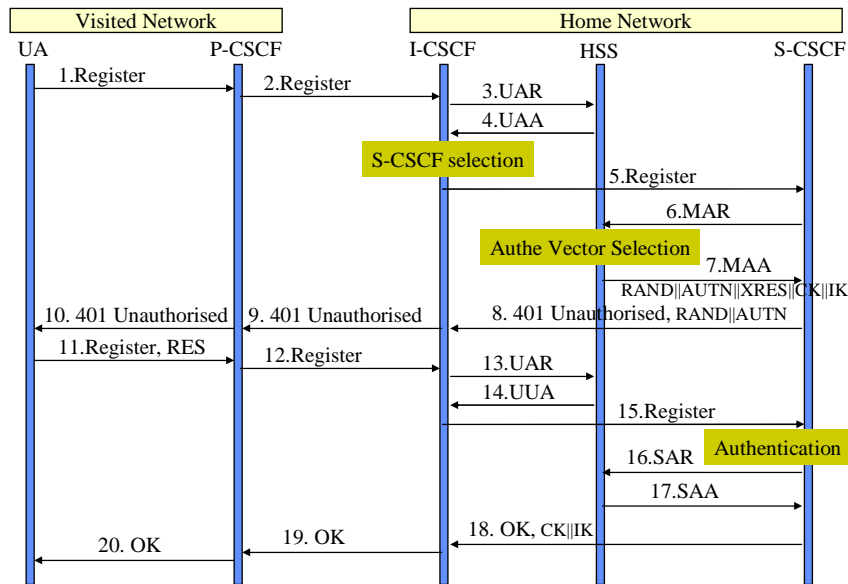 Visited Network
Home Network
UA
P-CSCF
I-CSCF
HSS
S-CSCF
1.Register
2.Register
3.UAR
4.UAA
S-CSCF selection
5.Register
6.MAR
Authe Vector Selection
7.MAA
RAND||AUTN||XRES||CK||IK
10. 401 Unauthorised
9. 401 Unauthorised
8. 401 Unauthorised, RAND||AUTN
11.Register, RES
12.Register
13.UAR
14.UUA
15.Register
Authentication
16.SAR
17.SAA
18. OK, CK||IK
19. OK
20. OK